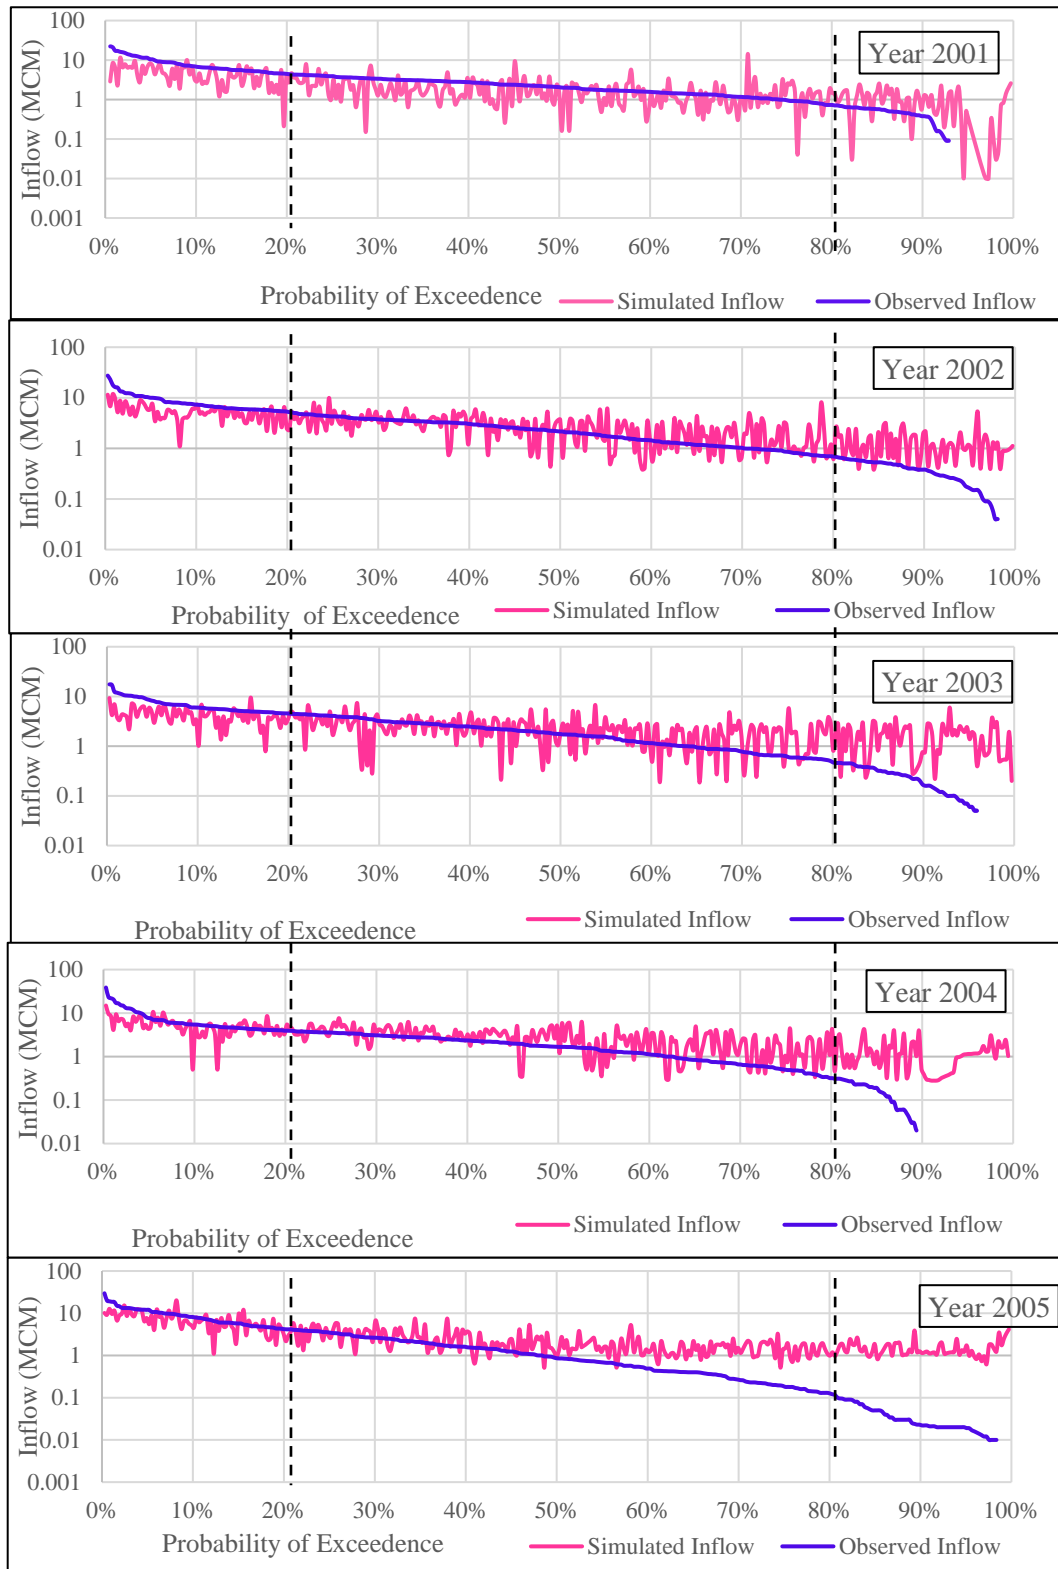 100
10
1
0.1
0.01
0.001
Inflow (MCM)
Year 2001
0% 10% 20% 30% 40% 50% 60% 70% 80% 90% 100%
Probability of Exceedence Simulated Inflow Observed Inflow
100
10
1
0.1
0.01
Inflow (MCM)
Year 2002
0% 10% 20% 30% 40% 50% 60% 70% 80% 90% 100%
Probability of Exceedence Simulated Inflow Observed Inflow
100
10
1
0.1
0.01
Inflow (MCM)
Year 2003
0% 10% 20% 30% 40% 50% 60% 70% 80% 90% 100%
Simulated Inflow Observed Inflow
Probability of Exceedence
100
10
1
0.1
0.01
Inflow (MCM)
Year 2004
0% 10% 20% 30% 40% 50% 60% 70% 80% 90% 100%
Simulated Inflow Observed Inflow
Probability of Exceedence
100
10
1
0.1
0.01
0.001
Inflow (MCM)
Year 2005
0% 10% 20% 30% 40% 50% 60% 70% 80% 90% 100%
Probability of Exceedence Simulated Inflow Observed Inflow